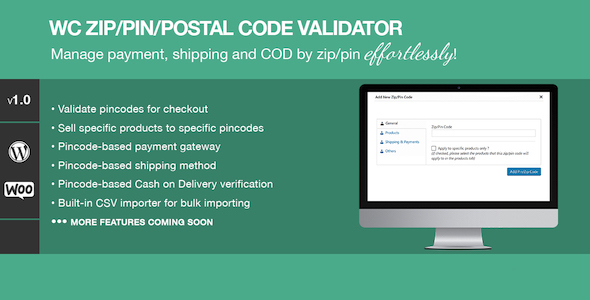 WC ZIP/PIN/POSTAL CODE VALIDATOR
Manage payment, shipping and COD by zip/pin effortlessly!
v1.0
• Validate pincodes for checkout
• Sell specific products to specific pincodes
• Pincode-based payment gateway
• Pincode-based shipping method
• Pincode-based Cash on Delivery verification
• Built-in CSV importer for bulk importing
••• MORE FEATURES COMING SOON
W
WOO
Add New Zip/Pin Code
×
General
Products
Shipping & Payments
Others
Zip/Pin Code
Apply to specific products only ?
Add Pin/Zip Code